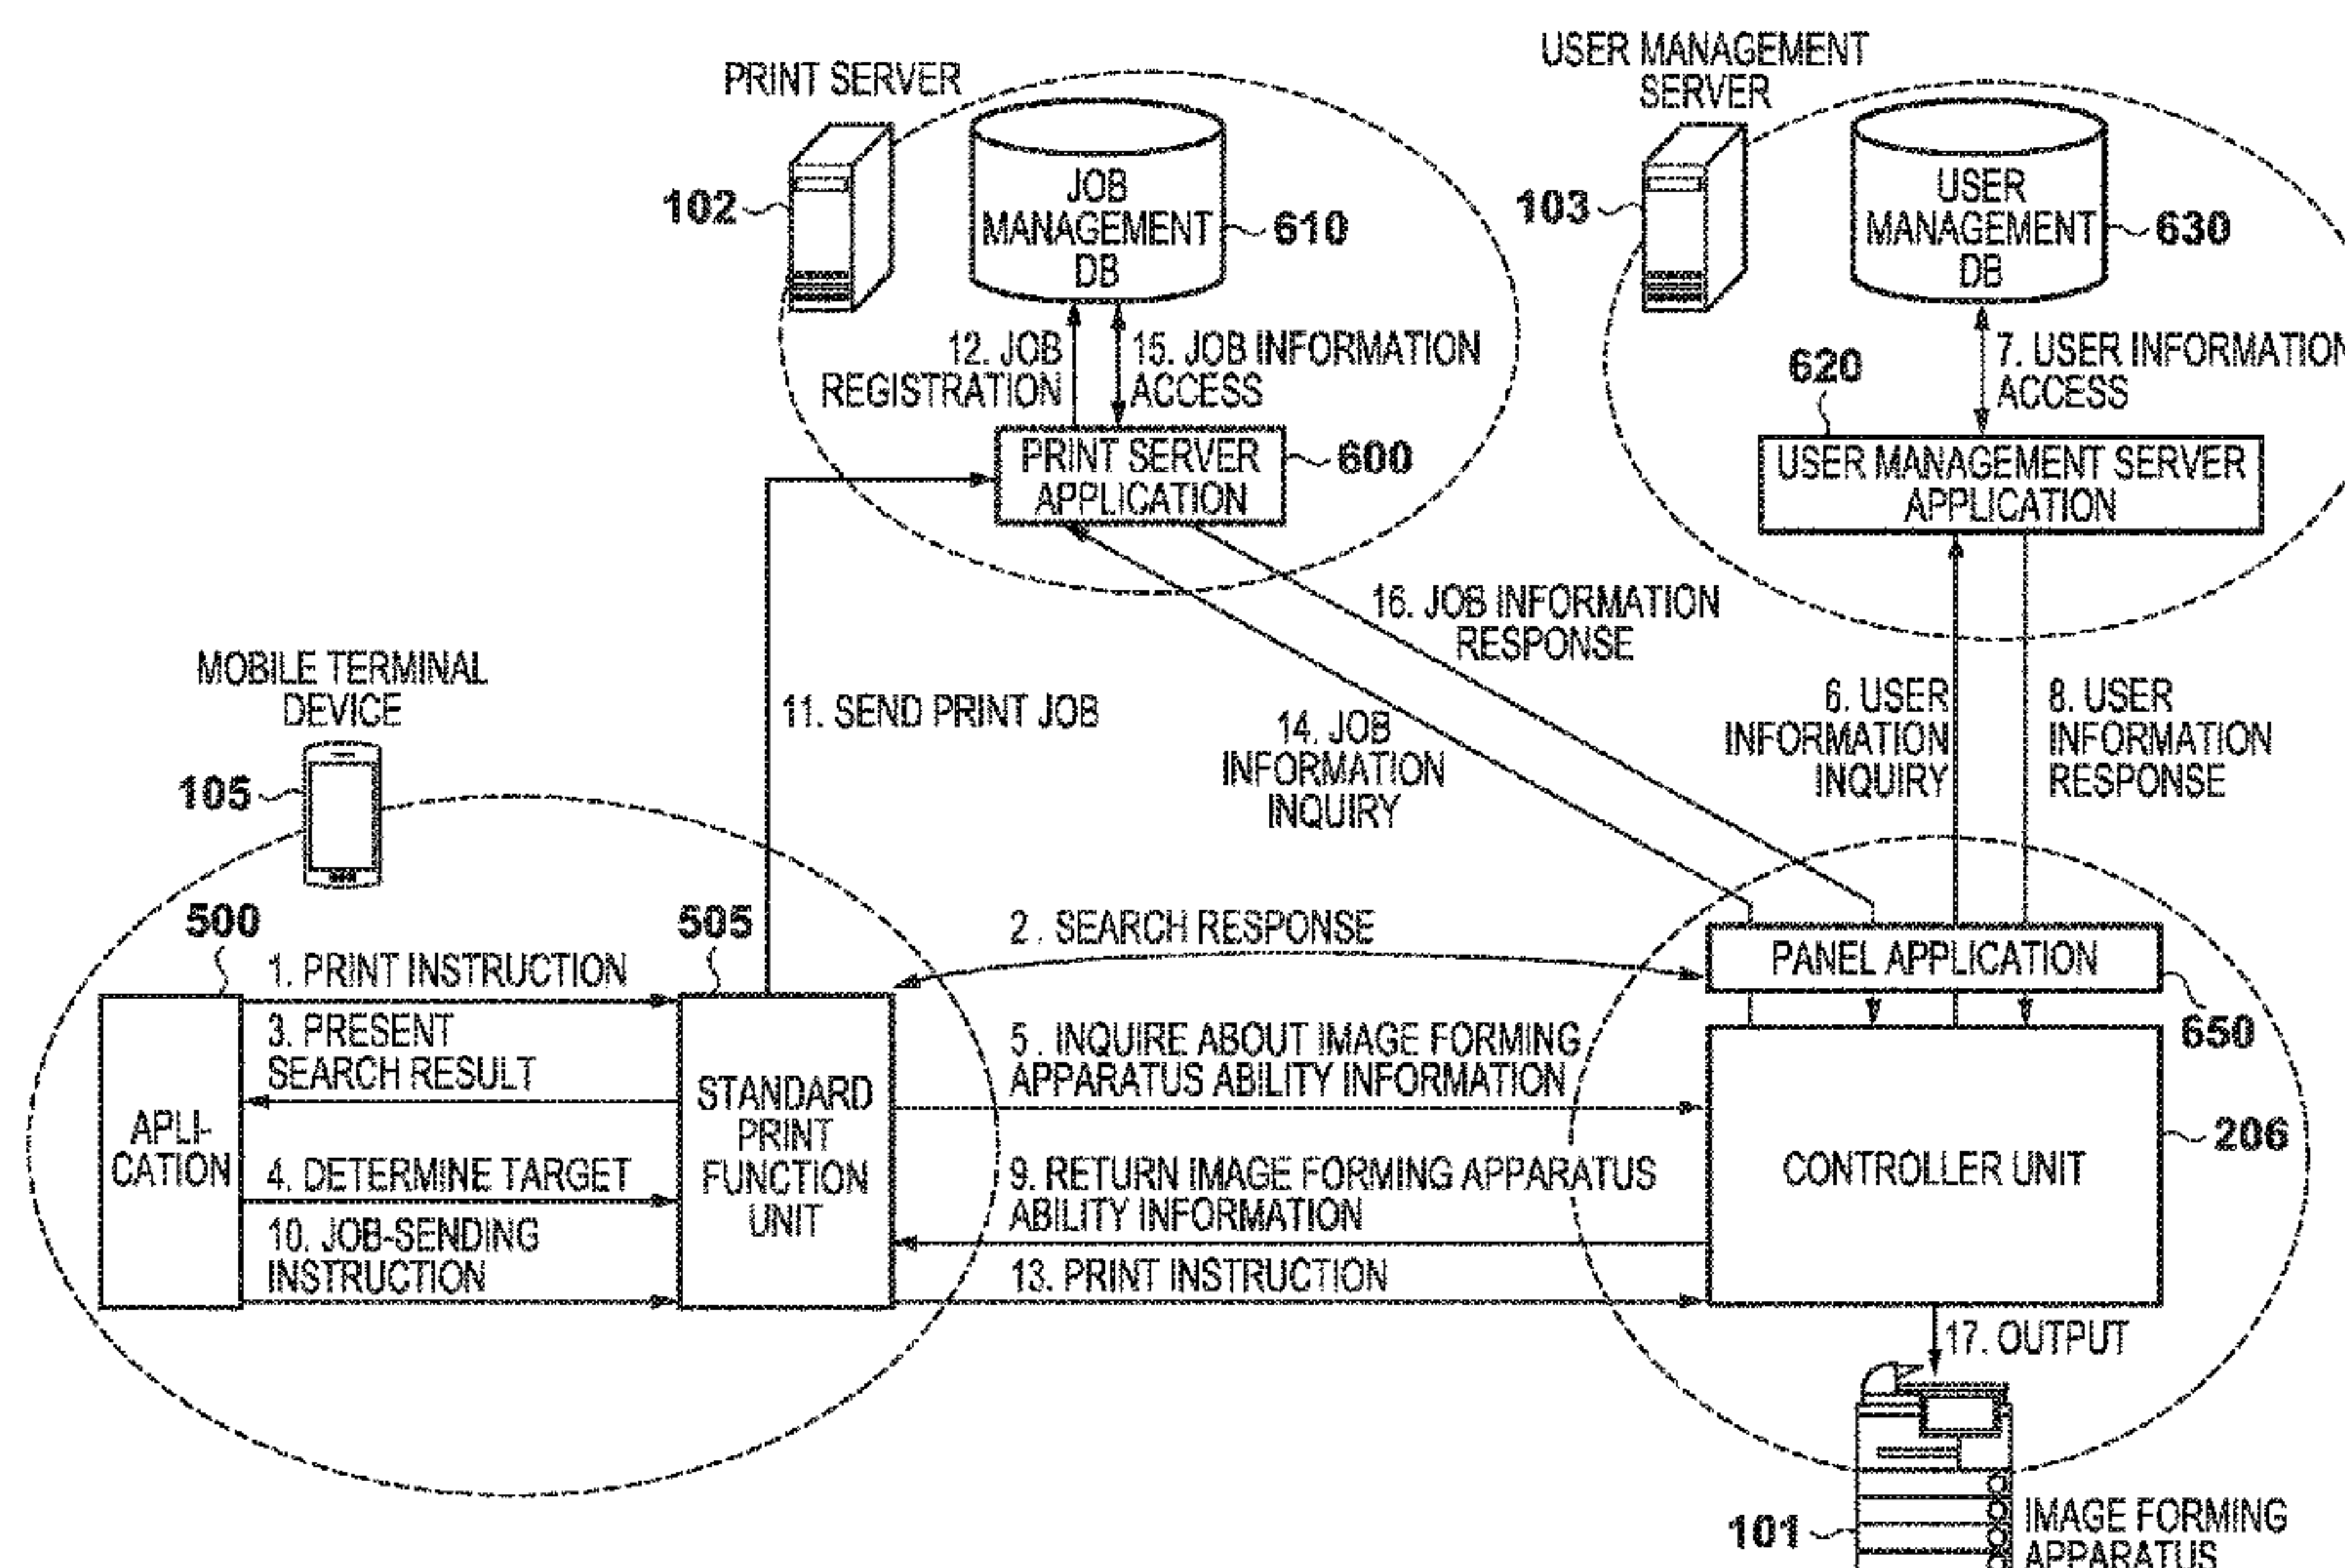 PRINT SERVER
USER MANAGEMENT
SERVER
102
JOB
MANAGEMENT
DB
610
103
USER
MANAGEMENT
DB
630
12. JOB
REGISTRATION
15. JOB INFORMATION
ACCESS
620
7. USER INFORMATION
ACCESS
PRINT SERVER
APPLICATION
600
USER MANAGEMENT SERVER
APPLICATION
16. JOB INFORMATION
RESPONSE
MOBILE TERMINAL
DEVICE
105
11. SEND PRINT JOB
14. JOB
INFORMATION
INQUIRY
6. USER
INFORMATION
INQUIRY
8. USER
INFORMATION
RESPONSE
500
505
1. PRINT INSTRUCTION
2. SEARCH RESPONSE
PANEL APPLICATION
650
3. PRESENT
SEARCH RESULT
5. INQUIRE ABOUT IMAGE FORMING
APPARATUS ABILITY INFORMATION
APLI-
CATION
STANDARD
PRINT
FUNCTION
UNIT
CONTROLLER UNIT
206
4. DETERMINE TARGET
9. RETURN IMAGE FORMING APPARATUS
ABILITY INFORMATION
10. JOB-SENDING
INSTRUCTION
13. PRINT INSTRUCTION
17. OUTPUT
101
IMAGE FORMING
APPARATUS